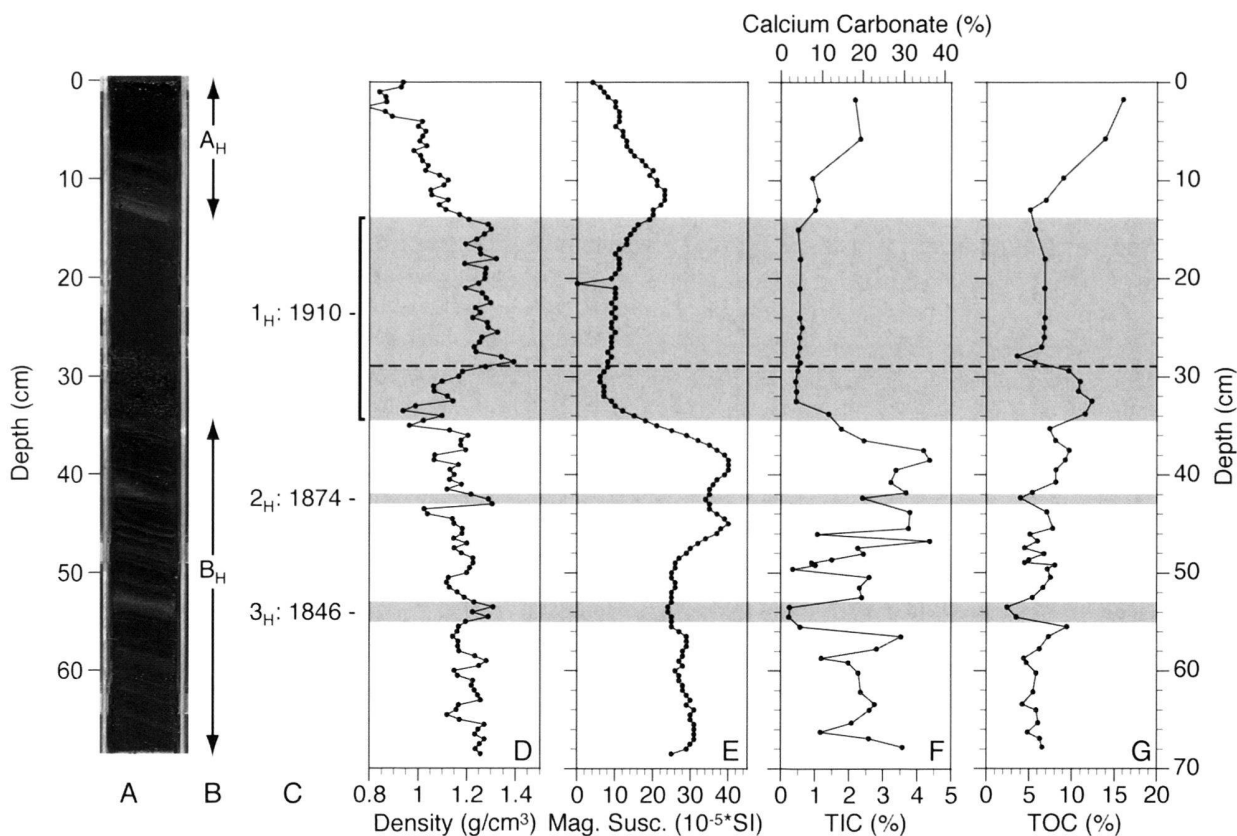 Calcium Carbonate (%)
0 10 20 30 40
0
10
20
30
40
50
60
Depth (cm)
A_H
B_H
1_H: 1910 -
2_H: 1874 -
3_H: 1846 -
D
E
F
G
0
10
20
30
40
50
60
70
Depth (cm)
A B C
0.8 1 1.2 1.4
Density (g/cm³)
0 10 20 30 40
Mag. Susc. (10⁻⁵*SI)
0 1 2 3 4 5
TIC (%)
0 5 10 15 20
TOC (%)